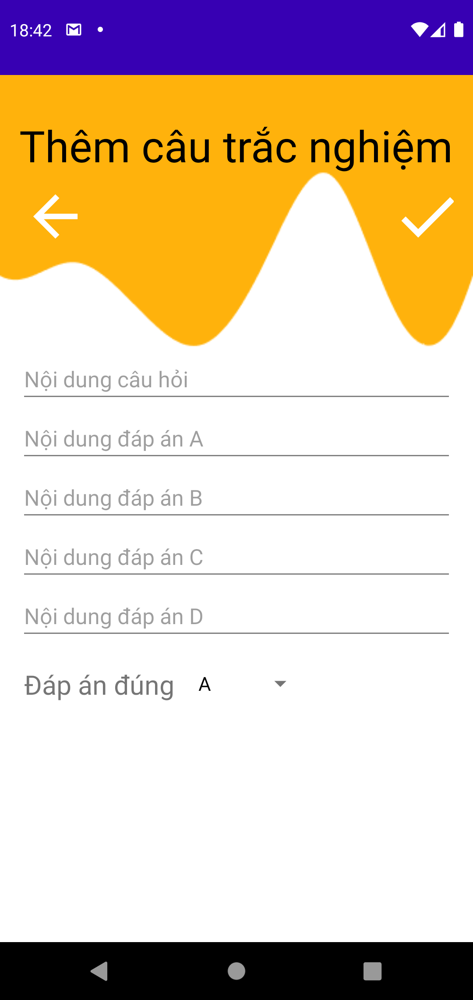 18:42
Thêm câu trắc nghiệm
Nội dung câu hỏi
Nội dung đáp án A
Nội dung đáp án B
Nội dung đáp án C
Nội dung đáp án D
Đáp án đúng A